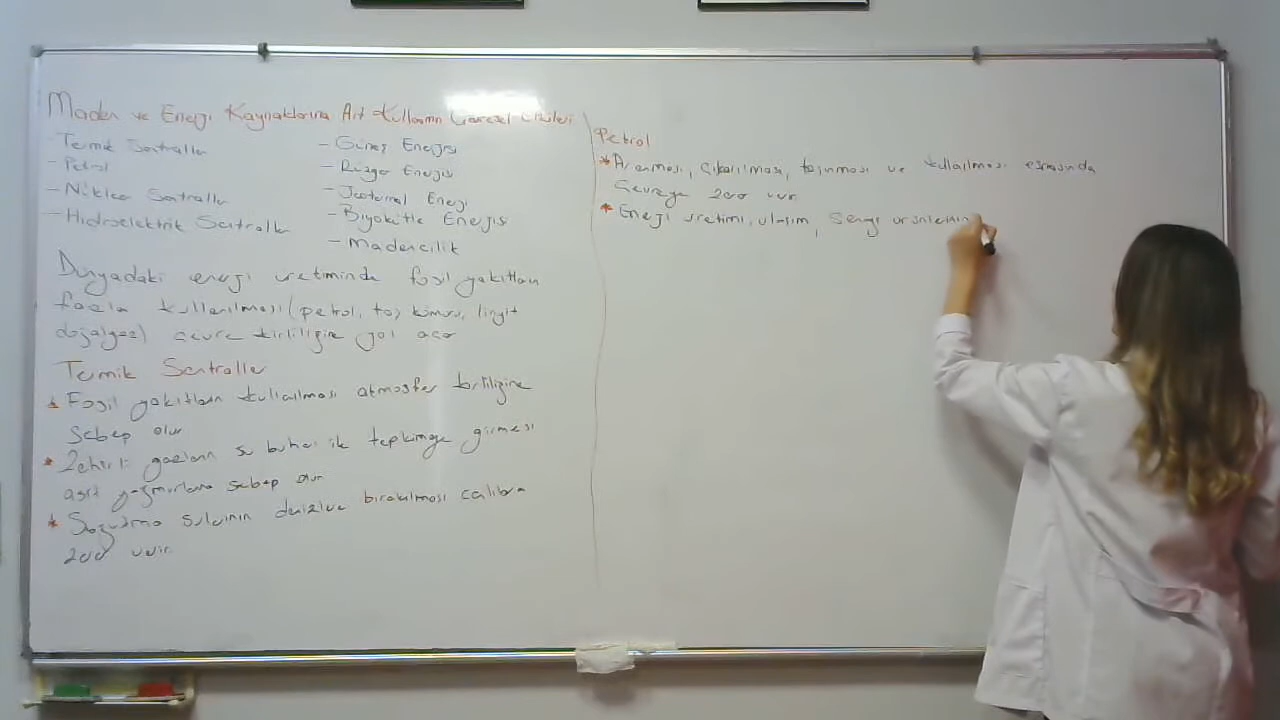 Maden ve Enerji Kaynaklarına Ait Kullanımın Çevresel Etkileri
Termik Santraller
- Petrol
- Nükleer Santraller
- Hidroelektrik Santraller
- Güneş Enerjisi
- Rüzgar Enerjisi
- Jeotermal Enerji
- Biyokütle Enerjisi
- Madencilik
Dünyadaki enerji üretiminde fosil yakıtların
fazla kullanılması (petrol, taş kömürü, linyit
doğalgaz) çevre kirliliğine yol açar
Termik Santraller
* Fosil yakıtların kullanılması atmosfer kirliliğine
sebep olur
* Zehirli gazların su buharı ile tepkimeye girmesi
asit yağmurlarına sebep olur
* Soğutma sularının denizlere bırakılması canlılara
zarar verir
Petrol
* Aranması, çıkarılması, taşınması ve kullanılması esnasında
Çevreye zarar verir
* Enerji üretimi, ulaşım, sanayi ürünlerinin